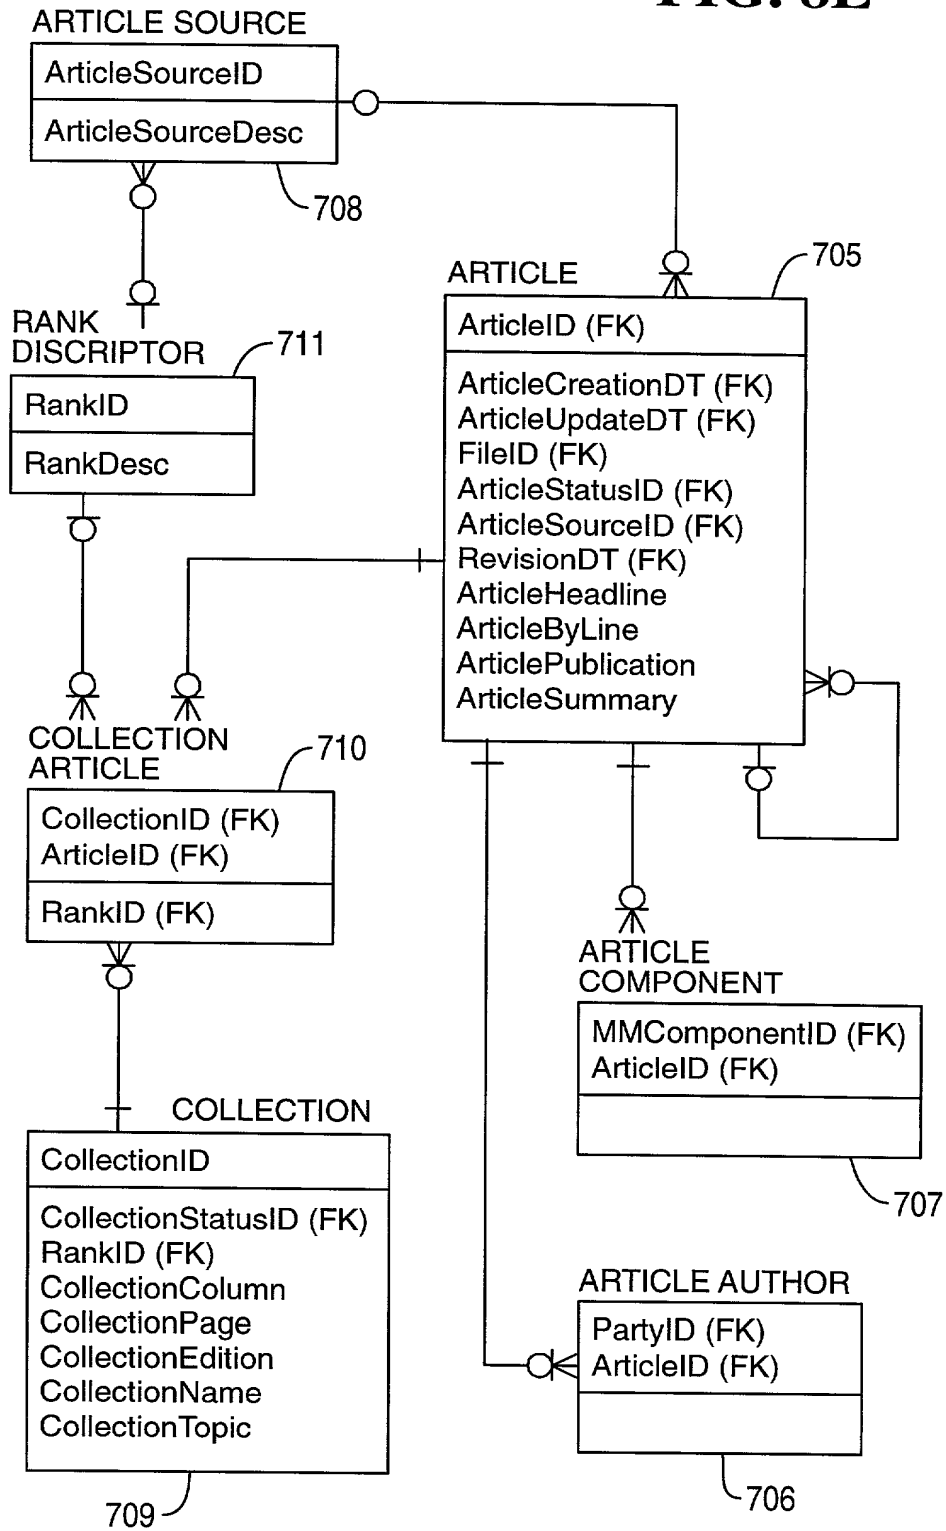 ARTICLE SOURCE
ArticleSourceID
ArticleSourceDesc
708
705
ARTICLE
ArticleID (FK)
ArticleCreationDT (FK)
ArticleUpdateDT (FK)
FileID (FK)
ArticleStatusID (FK)
ArticleSourceID (FK)
RevisionDT (FK)
ArticleHeadline
ArticleByLine
ArticlePublication
ArticleSummary
RANK
DISCRIPTOR
711
RankID
RankDesc
COLLECTION
ARTICLE
710
CollectionID (FK)
ArticleID (FK)
RankID (FK)
ARTICLE
COMPONENT
MMComponentID (FK)
ArticleID (FK)
707
COLLECTION
CollectionID
CollectionStatusID (FK)
RankID (FK)
CollectionColumn
CollectionPage
CollectionEdition
CollectionName
CollectionTopic
709
ARTICLE AUTHOR
PartyID (FK)
ArticleID (FK)
706